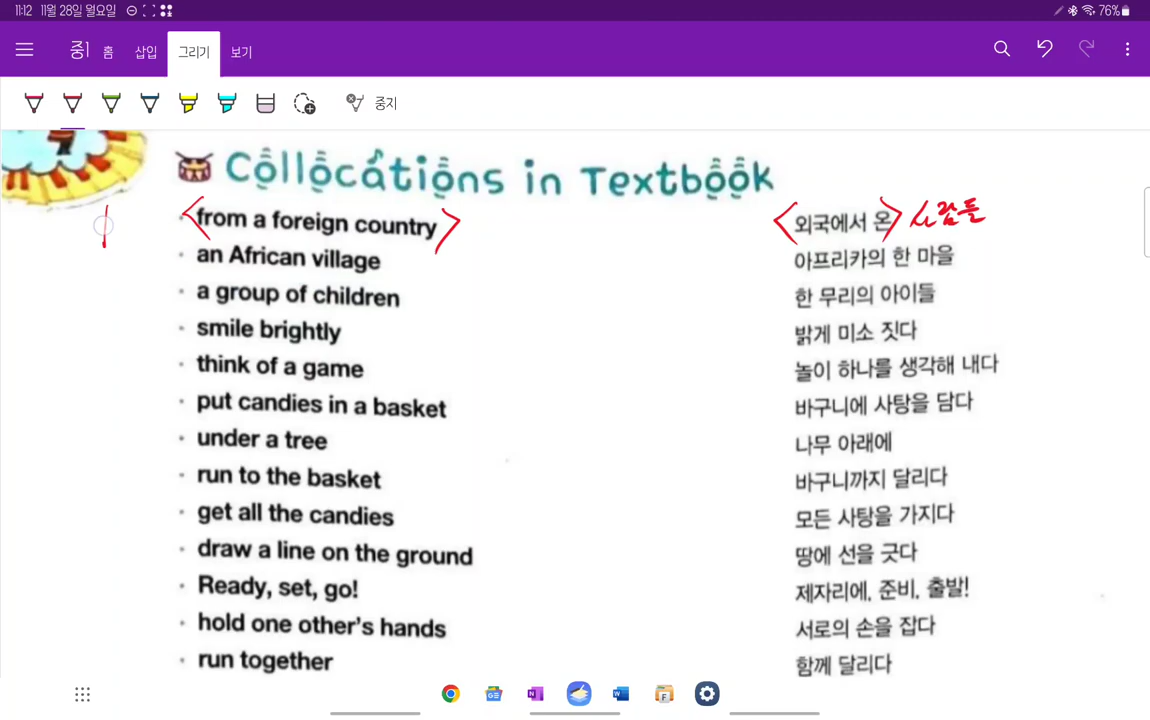 11:12 11월 28일 월요일
76%
중1 홈 삽입 그리기 보기
중지
Collocations in Textbook
from a foreign country 외국에서 온 사람들
an African village 아프리카의 한 마을
a group of children 한 무리의 아이들
smile brightly 밝게 미소 짓다
think of a game 놀이 하나를 생각해 내다
put candies in a basket 바구니에 사탕을 담다
under a tree 나무 아래에
run to the basket 바구니까지 달리다
get all the candies 모든 사탕을 가지다
draw a line on the ground 땅에 선을 긋다
Ready, set, go! 제자리에, 준비, 출발!
hold one other's hands 서로의 손을 잡다
run together 함께 달리다